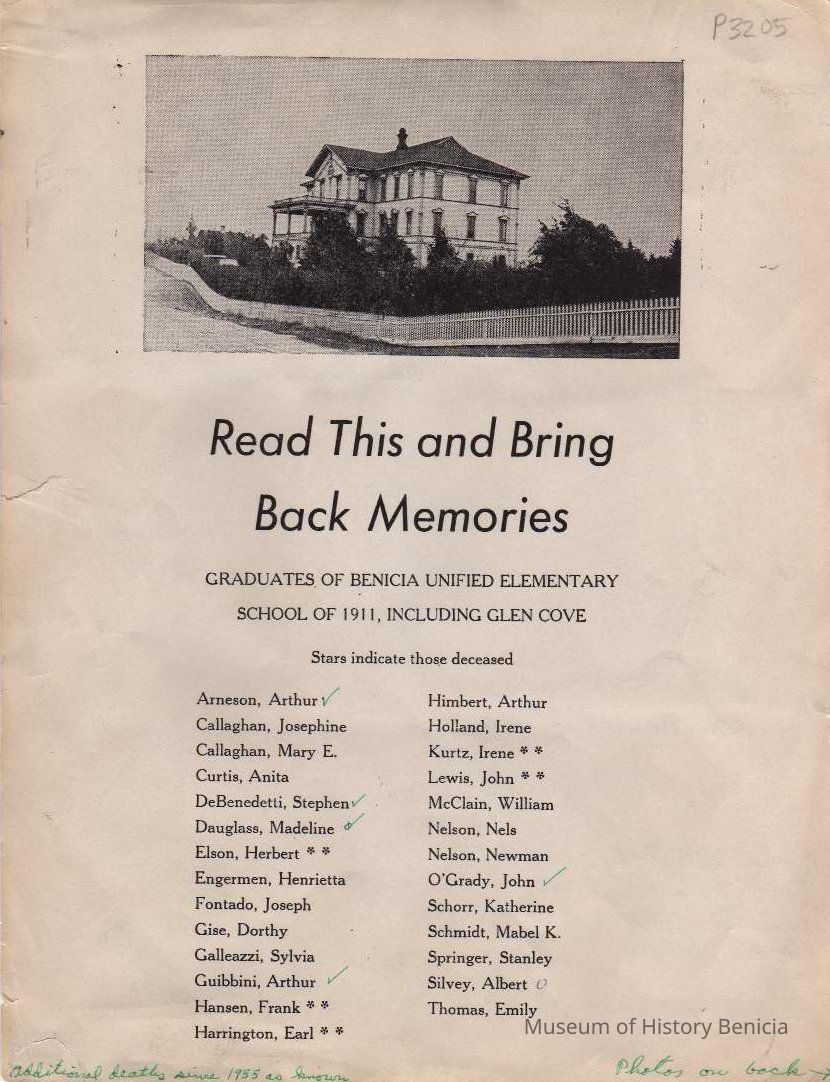 P3205
Read This and Bring
Back Memories
GRADUATES OF BENICIA UNIFIED ELEMENTARY
SCHOOL OF 1911, INCLUDING GLEN COVE
Stars indicate those deceased
Arneson, Arthur ✓
Callaghan, Josephine
Callaghan, Mary E.
Curtis, Anita
DeBenedetti, Stephen ✓
Dauglass, Madeline ✓
Elson, Herbert * *
Engermen, Henrietta
Fontado, Joseph
Gise, Dorthy
Galleazzi, Sylvia
Guibbini, Arthur ✓
Hansen, Frank * *
Harrington, Earl * *
Himbert, Arthur
Holland, Irene
Kurtz, Irene * *
Lewis, John * *
McClain, William
Nelson, Nels
Nelson, Newman
O'Grady, John ✓
Schorr, Katherine
Schmidt, Mabel K.
Springer, Stanley
Silvey, Albert 0
Thomas, Emily
Museum of History Benicia
additional deaths since 1955 as known
Photos on back →